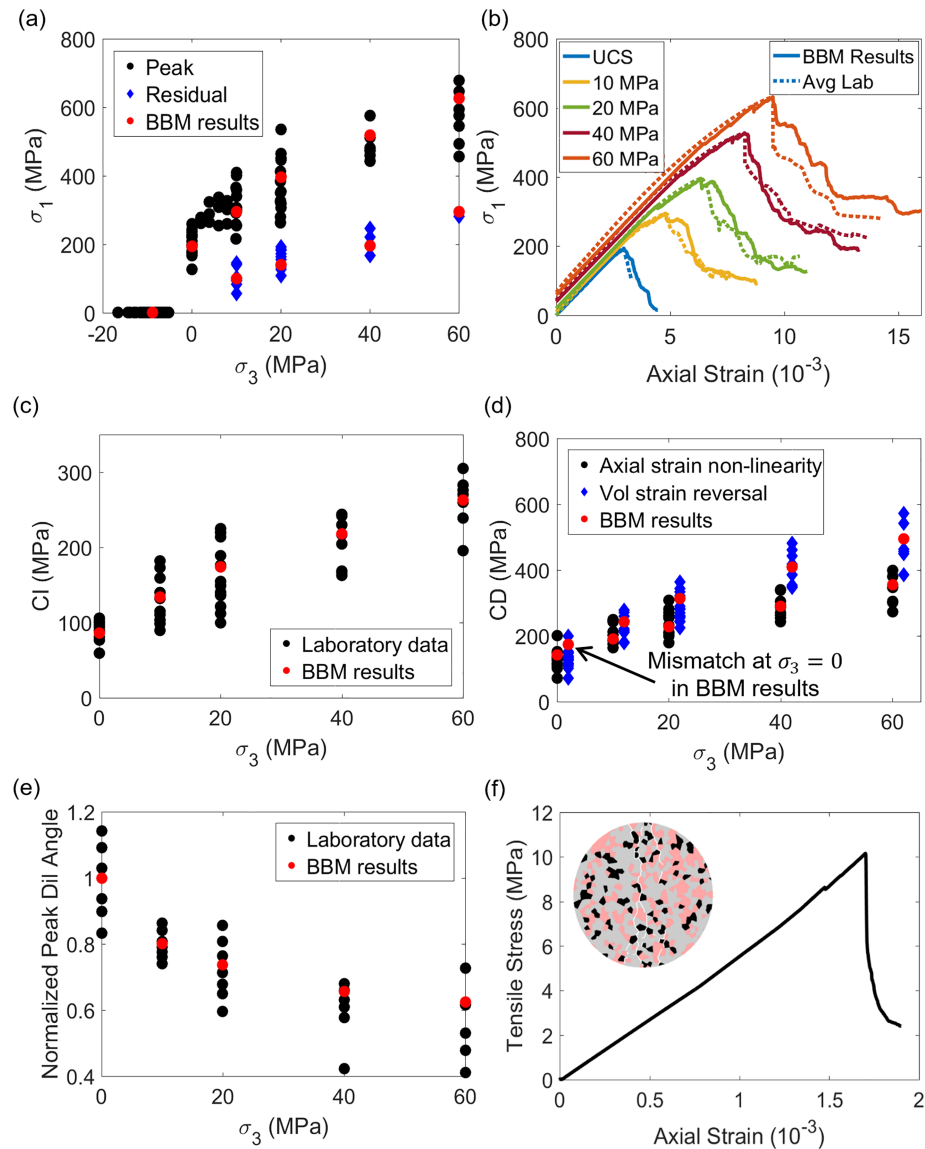 (a)
800
600
400
200
0
σ1 (MPa)
Peak
Residual
BBM results
-20
0
20
40
60
σ3 (MPa)
(b)
800
600
400
200
0
σ1 (MPa)
UCS
10 MPa
20 MPa
40 MPa
60 MPa
BBM Results
Avg Lab
0
5
10
15
Axial Strain (10-3)
(c)
300
200
100
0
CI (MPa)
Laboratory data
BBM results
0
20
40
60
σ3 (MPa)
(d)
800
600
400
200
0
CD (MPa)
Axial strain non-linearity
Vol strain reversal
BBM results
Mismatch at σ3 = 0
in BBM results
0
20
40
60
σ3 (MPa)
(e)
1.2
1
0.8
0.6
0.4
Normalized Peak Dil Angle
Laboratory data
BBM results
0
20
40
60
σ3 (MPa)
(f)
12
10
8
6
4
2
0
Tensile Stress (MPa)
0
0.5
1
1.5
2
Axial Strain (10-3)